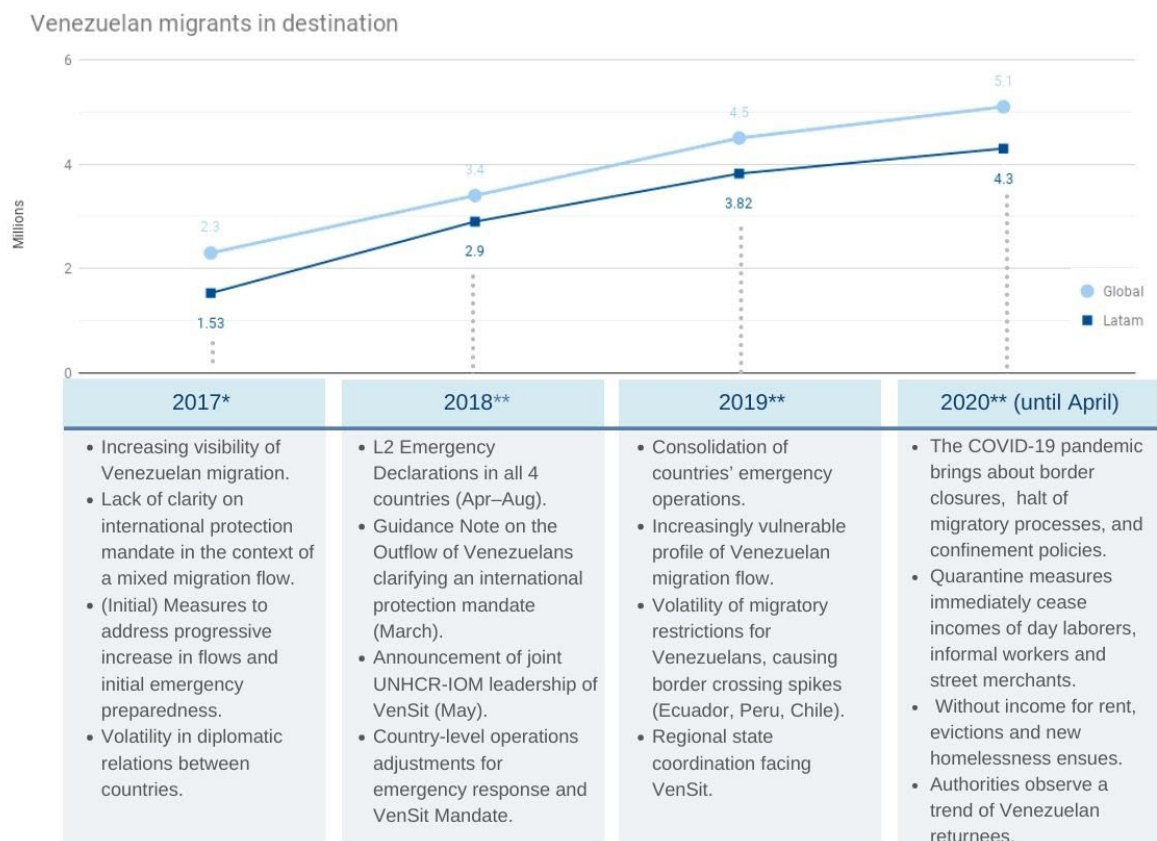 Venezuelan migrants in destination
6
5.1
4.5
4
4.3
3.4
3.82
2.9
2.3
2
1.53
0
Millions
Global
Latam
2017*
• Increasing visibility of
Venezuelan migration.
• Lack of clarity on
international protection
mandate in the context of
a mixed migration flow.
• (Initial) Measures to
address progressive
increase in flows and
initial emergency
preparedness.
• Volatility in diplomatic
relations between
countries.
2018**
• L2 Emergency
Declarations in all 4
countries (Apr–Aug).
• Guidance Note on the
Outflow of Venezuelans
clarifying an international
protection mandate
(March).
• Announcement of joint
UNHCR-IOM leadership of
VenSit (May).
• Country-level operations
adjustments for
emergency response and
VenSit Mandate.
2019**
• Consolidation of
countries’ emergency
operations.
• Increasingly vulnerable
profile of Venezuelan
migration flow.
• Volatility of migratory
restrictions for
Venezuelans, causing
border crossing spikes
(Ecuador, Peru, Chile).
• Regional state
coordination facing
VenSit.
2020** (until April)
• The COVID-19 pandemic
brings about border
closures, halt of
migratory processes, and
confinement policies.
• Quarantine measures
immediately cease
incomes of day laborers,
informal workers and
street merchants.
• Without income for rent,
evictions and new
homelessness ensues.
• Authorities observe a
trend of Venezuelan
returnees.